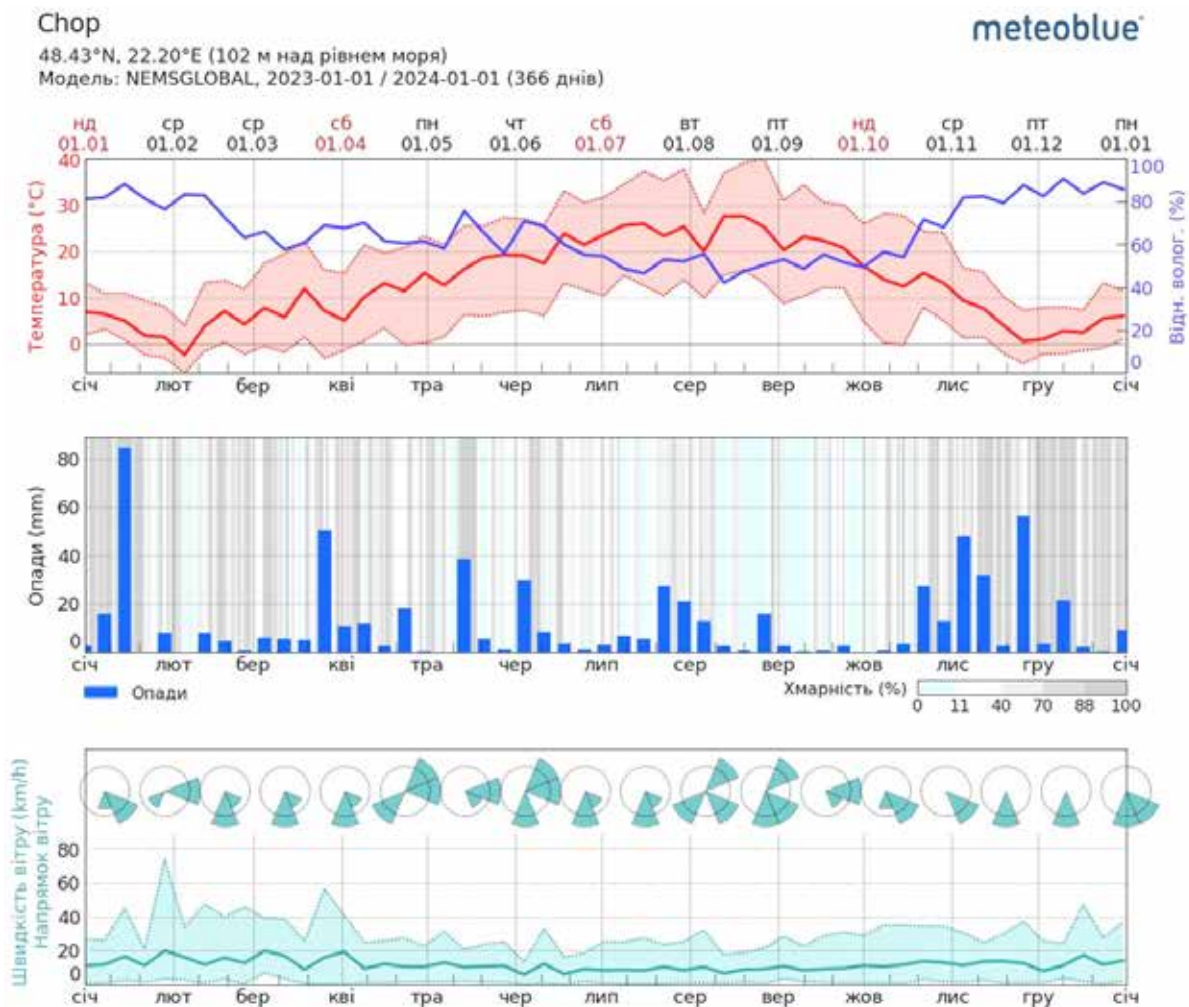 Chop
meteoblue
48.43°N, 22.20°E (102 м над рівнем моря)
Модель: NEMSGLOBAL, 2023-01-01 / 2024-01-01 (366 днів)
нд ср ср сб пн чт сб вт пт нд ср пт пн
01.01 01.02 01.03 01.04 01.05 01.06 01.07 01.08 01.09 01.10 01.11 01.12 01.01
Температура (°C)
40
30
20
10
0
Відн. волог. (%)
100
80
60
40
20
0
січ лют бер кві тра чер лип сер вер жов лис гру січ
Опади (mm)
80
60
40
20
0
січ лют бер кві тра чер лип сер вер жов лис гру січ
Опади
Хмарність (%)
0 11 40 70 88 100
Швидкість вітру (km/h)
Напрямок вітру
80
60
40
20
0
січ лют бер кві тра чер лип сер вер жов лис гру січ